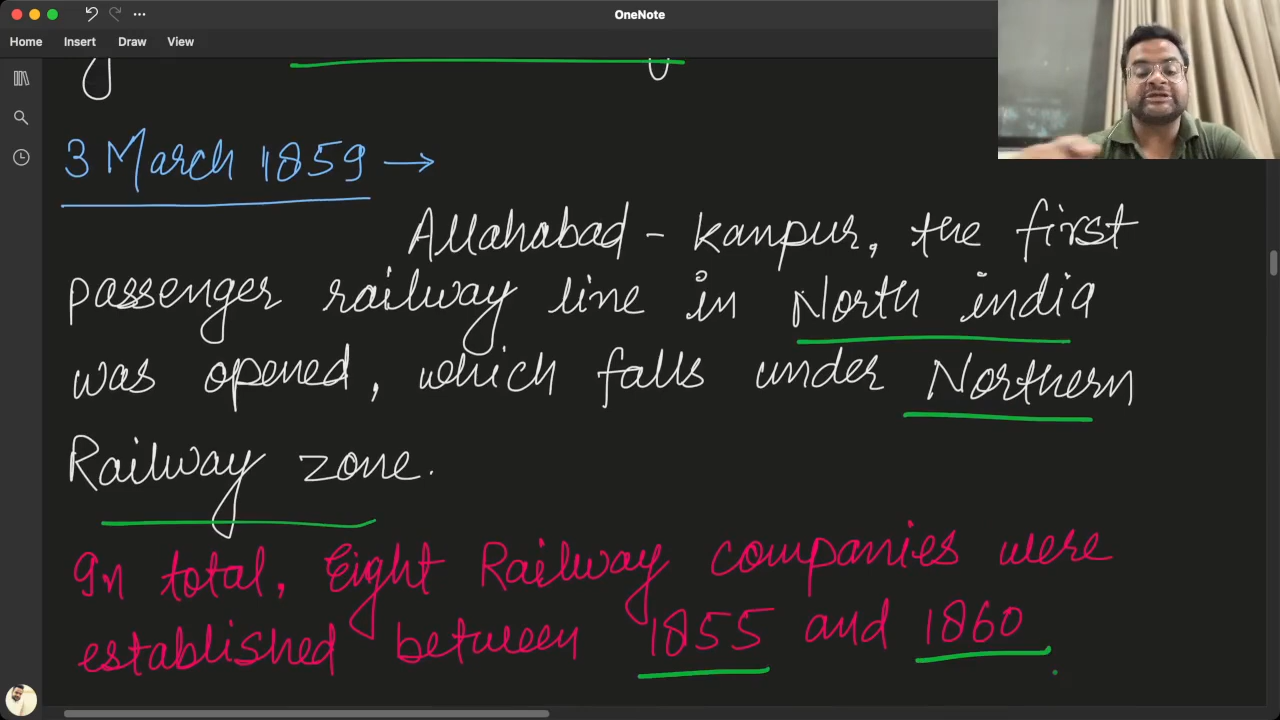 OneNote
Home Insert Draw View
3 March 1859 →
Allahabad - Kanpur, the first
passenger railway line in North india
was opened, which falls under Northern
Railway zone.
In total, Eight Railway companies were
established between 1855 and 1860